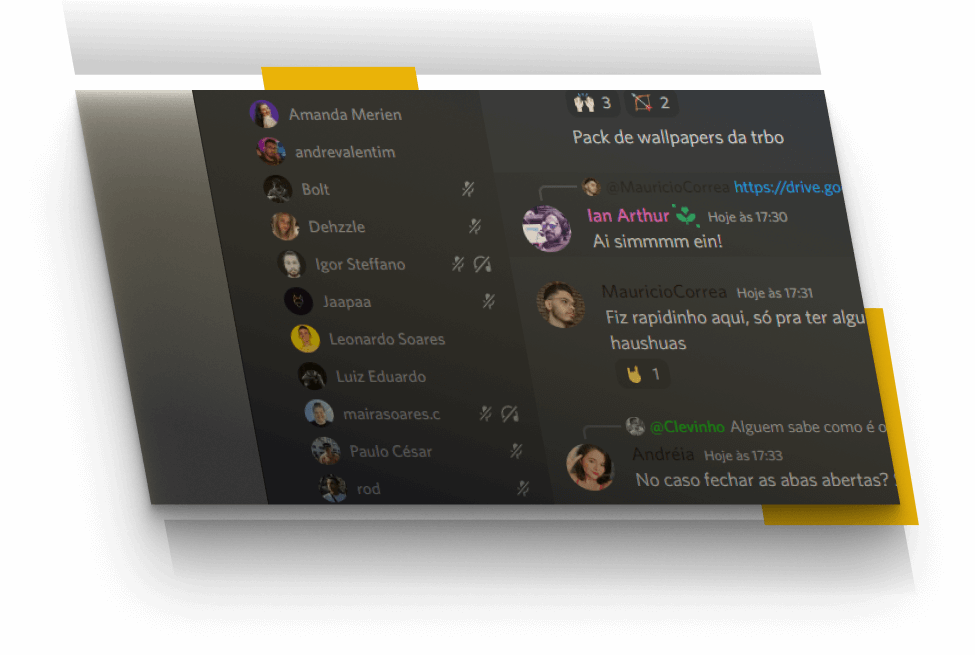 Amanda Merien
andrevalentim
Bolt
Dehzzle
Igor Steffano
Jaapaa
Leonardo Soares
Luiz Eduardo
mairasoares.c
Paulo César
rod
3 2
Pack de wallpapers da trbo
@MauricioCorrea https://drive.go
Ian Arthur Hoje às 17:30
Ai simmmm ein!
MauricioCorrea Hoje às 17:31
Fiz rapidinho aqui, só pra ter algu
haushuas
1
@Clevinho Alguem sabe como é o
Andréia Hoje às 17:33
No caso fechar as abas abertas?